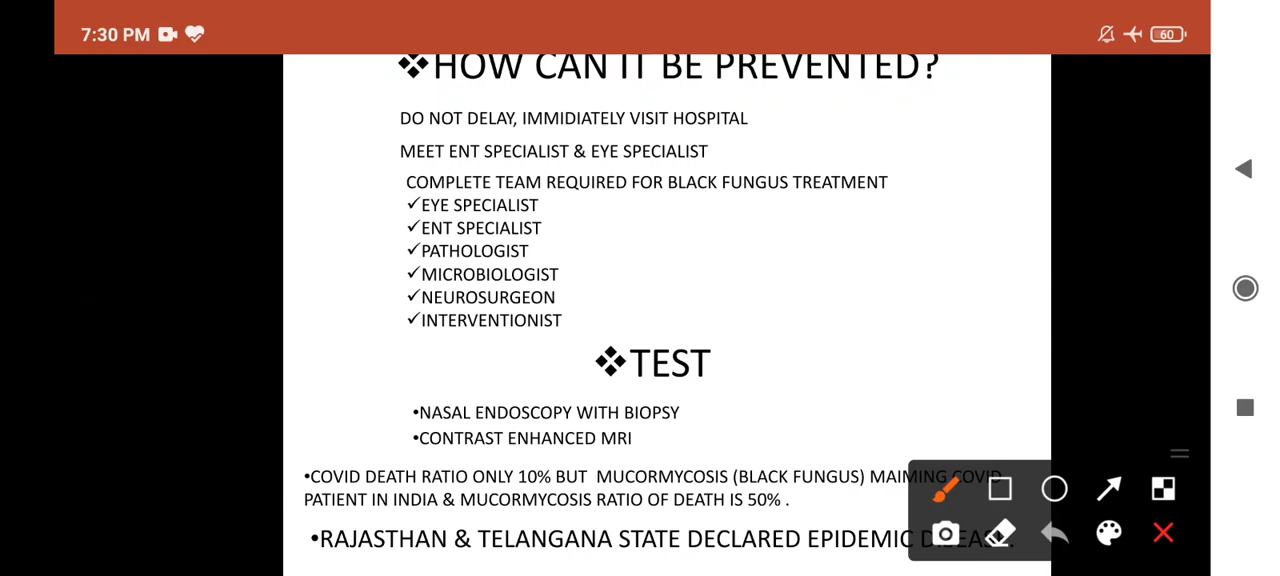 7:30 PM
60
❖HOW CAN IT BE PREVENTED?
DO NOT DELAY, IMMIDIATELY VISIT HOSPITAL
MEET ENT SPECIALIST & EYE SPECIALIST
COMPLETE TEAM REQUIRED FOR BLACK FUNGUS TREATMENT
✓EYE SPECIALIST
✓ENT SPECIALIST
✓PATHOLOGIST
✓MICROBIOLOGIST
✓NEUROSURGEON
✓INTERVENTIONIST
❖TEST
•NASAL ENDOSCOPY WITH BIOPSY
•CONTRAST ENHANCED MRI
•COVID DEATH RATIO ONLY 10% BUT MUCORMYCOSIS (BLACK FUNGUS) MAIMING COVID
PATIENT IN INDIA & MUCORMYCOSIS RATIO OF DEATH IS 50% .
•RAJASTHAN & TELANGANA STATE DECLARED EPIDEMIC DISEASE.